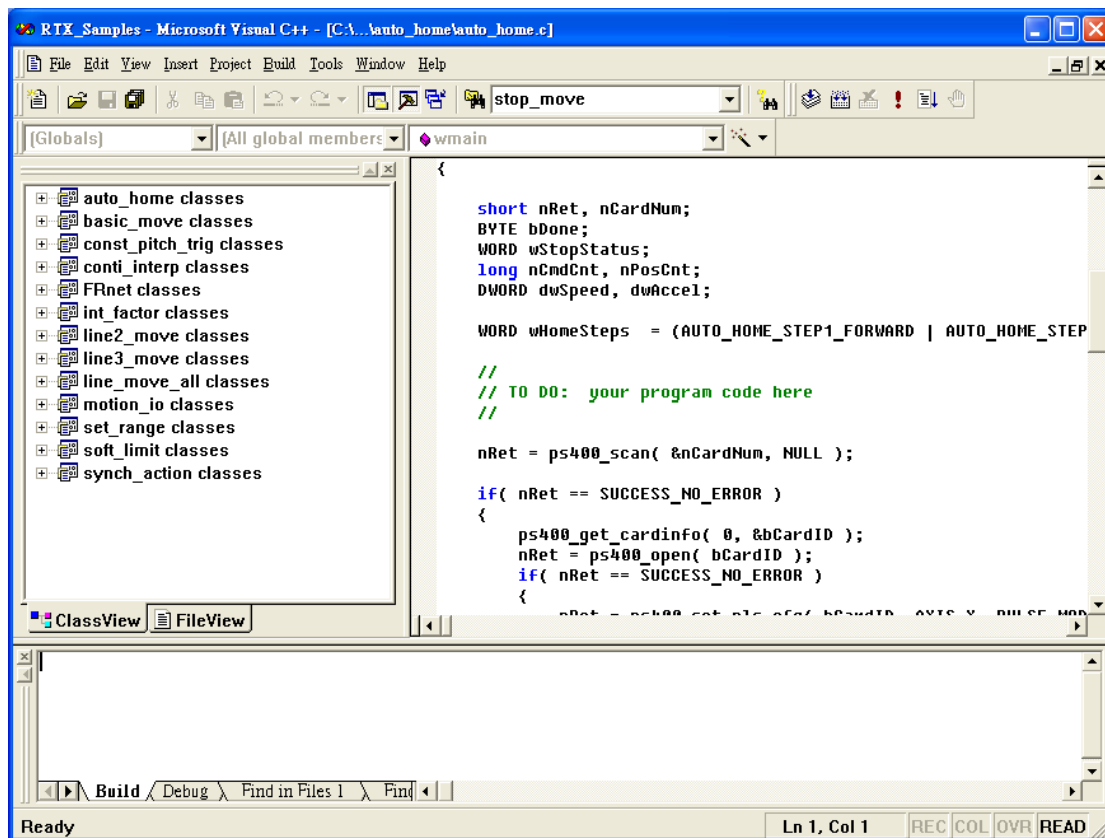 RTX_Samples - Microsoft Visual C++ - [C:\...\auto_home\auto_home.c]
File Edit View Insert Project Build Tools Window Help
stop_move
(Globals) (All global members wmain
auto_home classes
basic_move classes
const_pitch_trig classes
conti_interp classes
FRnet classes
int_factor classes
line2_move classes
line3_move classes
line_move_all classes
motion_io classes
set_range classes
soft_limit classes
synch_action classes
ClassView FileView
{
short nRet, nCardNum;
BYTE bDone;
WORD wStopStatus;
long nCmdCnt, nPosCnt;
DWORD dwSpeed, dwAccel;
WORD wHomeSteps = (AUTO_HOME_STEP1_FORWARD | AUTO_HOME_STEP
//
// TO DO: your program code here
//
nRet = ps400_scan( &nCardNum, NULL );
if( nRet == SUCCESS_NO_ERROR )
{
ps400_get_cardinfo( 0, &bCardID );
nRet = ps400_open( bCardID );
if( nRet == SUCCESS_NO_ERROR )
{
Build Debug Find in Files 1 Find
Ready Ln 1, Col 1 REC COL OVR READ